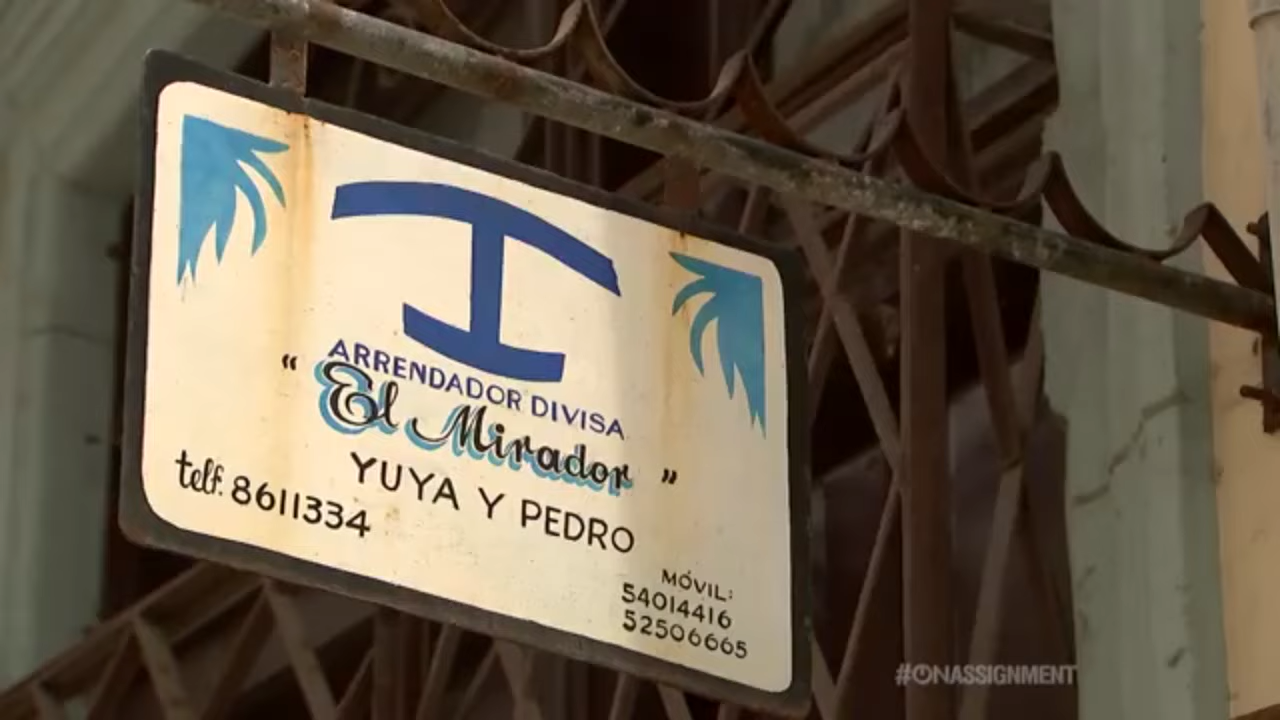 ARRENDADOR DIVISA
“El Mirador”
YUYA Y PEDRO
telf. 8611334
MÓVIL:
54014416
52506665
#ONASSIGNMENT